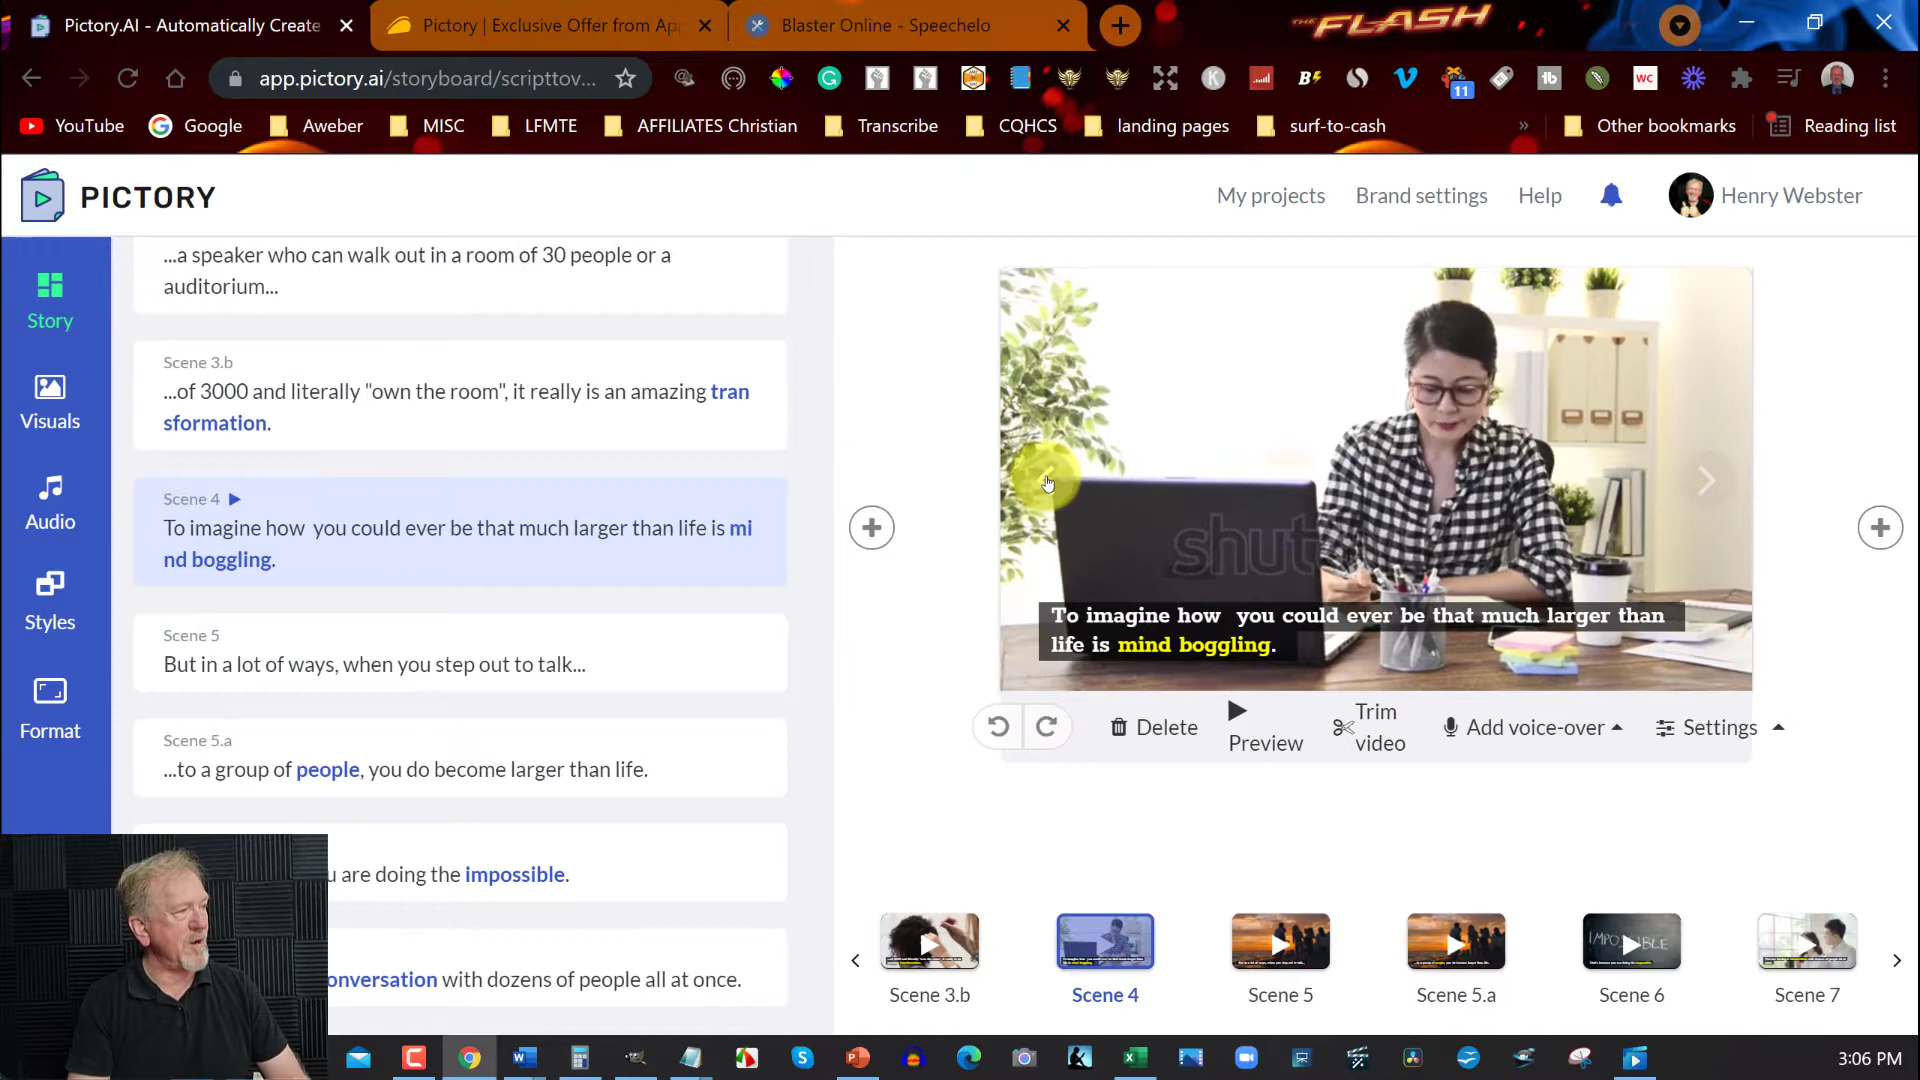 Pictory.AI - Automatically Create
Pictory | Exclusive Offer from App
Blaster Online - Speechelo
THE FLASH
app.pictory.ai/storyboard/scripttov...
11
WC
YouTube
Google
Aweber
MISC
LFMTE
AFFILIATES Christian
Transcribe
CQHCS
landing pages
surf-to-cash
»
Other bookmarks
Reading list
PICTORY
My projects
Brand settings
Help
Henry Webster
Story
Visuals
Audio
Styles
Format
...a speaker who can walk out in a room of 30 people or a
auditorium...
Scene 3.b
...of 3000 and literally "own the room", it really is an amazing tran
sformation.
Scene 4
To imagine how  you could ever be that much larger than life is mi
nd boggling.
Scene 5
But in a lot of ways, when you step out to talk...
Scene 5.a
...to a group of people, you do become larger than life.
are doing the impossible.
onversation with dozens of people all at once.
shut
To imagine how  you could ever be that much larger than
life is mind boggling.
Delete
Preview
Trim
video
Add voice-over
Settings
IMPOSSIBLE
Scene 3.b
Scene 4
Scene 5
Scene 5.a
Scene 6
Scene 7
3:06 PM